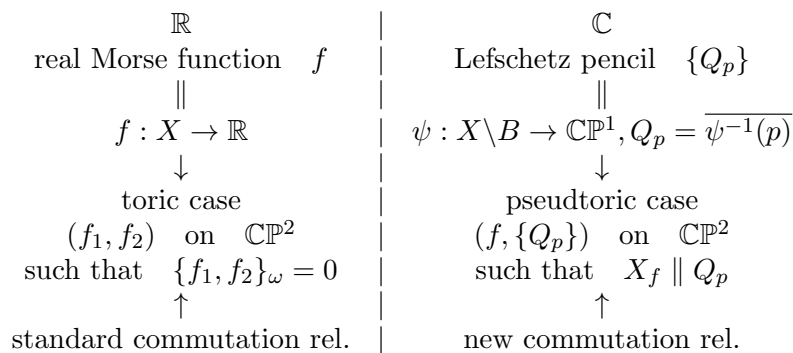 ℝ | ℂ
real Morse function f | Lefschetz pencil {Q_p}
‖ | ‖
f : X → ℝ | ψ : X\B → ℂℙ¹, Q_p = \overline{ψ⁻¹(p)}
↓ | ↓
toric case | pseudtoric case
(f₁, f₂) on ℂℙ² | (f, {Q_p}) on ℂℙ²
such that {f₁, f₂}_ω = 0 | such that X_f ∥ Q_p
↑ | ↑
standard commutation rel. | new commutation rel.